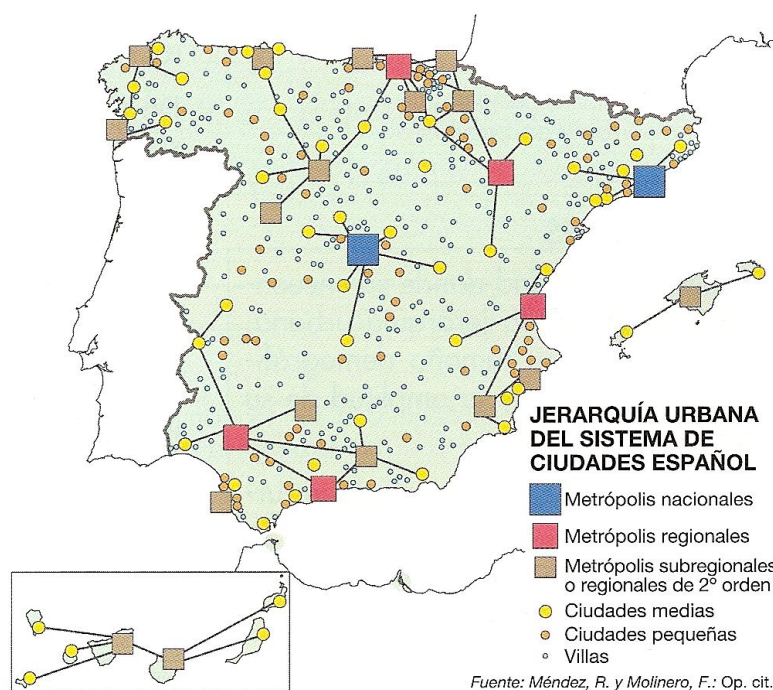 JERARQUÍA URBANA
DEL SISTEMA DE
CIUDADES ESPAÑOL
Metrópolis nacionales
Metrópolis regionales
Metrópolis subregionales
o regionales de 2º orden
Ciudades medias
Ciudades pequeñas
Villas
Fuente: Méndez, R. y Molinero, F.: Op. cit.